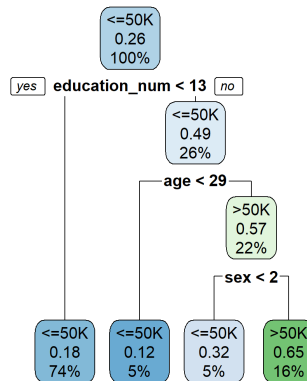 <=50K
0.26
100%
yes education_num < 13 no
<=50K
0.49
26%
age < 29
>50K
0.57
22%
sex < 2
<=50K <=50K <=50K >50K
0.18 0.12 0.32 0.65
74% 5% 5% 16%